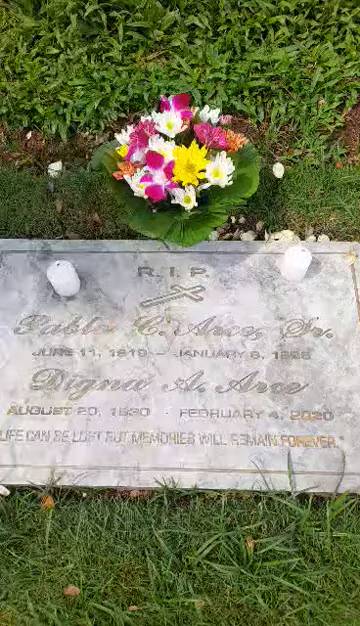 R.I.P.
Pablo C. Arce, Sr.
JUNE 11, 1919 - JANUARY 6,
Digna A. Arce
AUGUST 20, 1930 - FEBRUARY 4, 2020
LIFE CAN BE LOST BUT MEMORIES WILL REMAIN FOREVER"